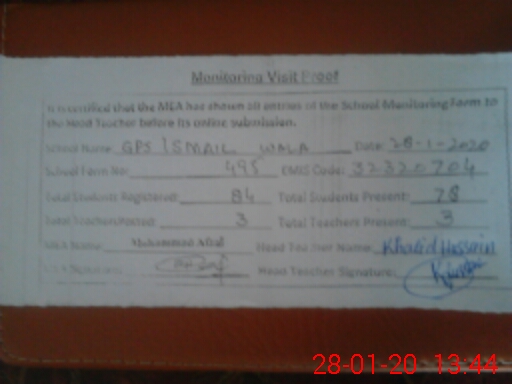 Monitoring Visit Proof
It is certified that the MEA has shown all entries of the School Monitoring Form to
the Head Teacher before its online submission.
School Name: GPS ISMAIL WALA Date: 28-1-2020
School Form No: 495 EMIS Code: 32320704
Total Students Registered: 84 Total Students Present: 78
Total Teachers Posted: 3 Total Teachers Present: 3
MEA Name: Muhammad Afzal Head Teacher Name: Khalid Hussain
MEA Signature: Head Teacher Signature:
28-01-20 13:44